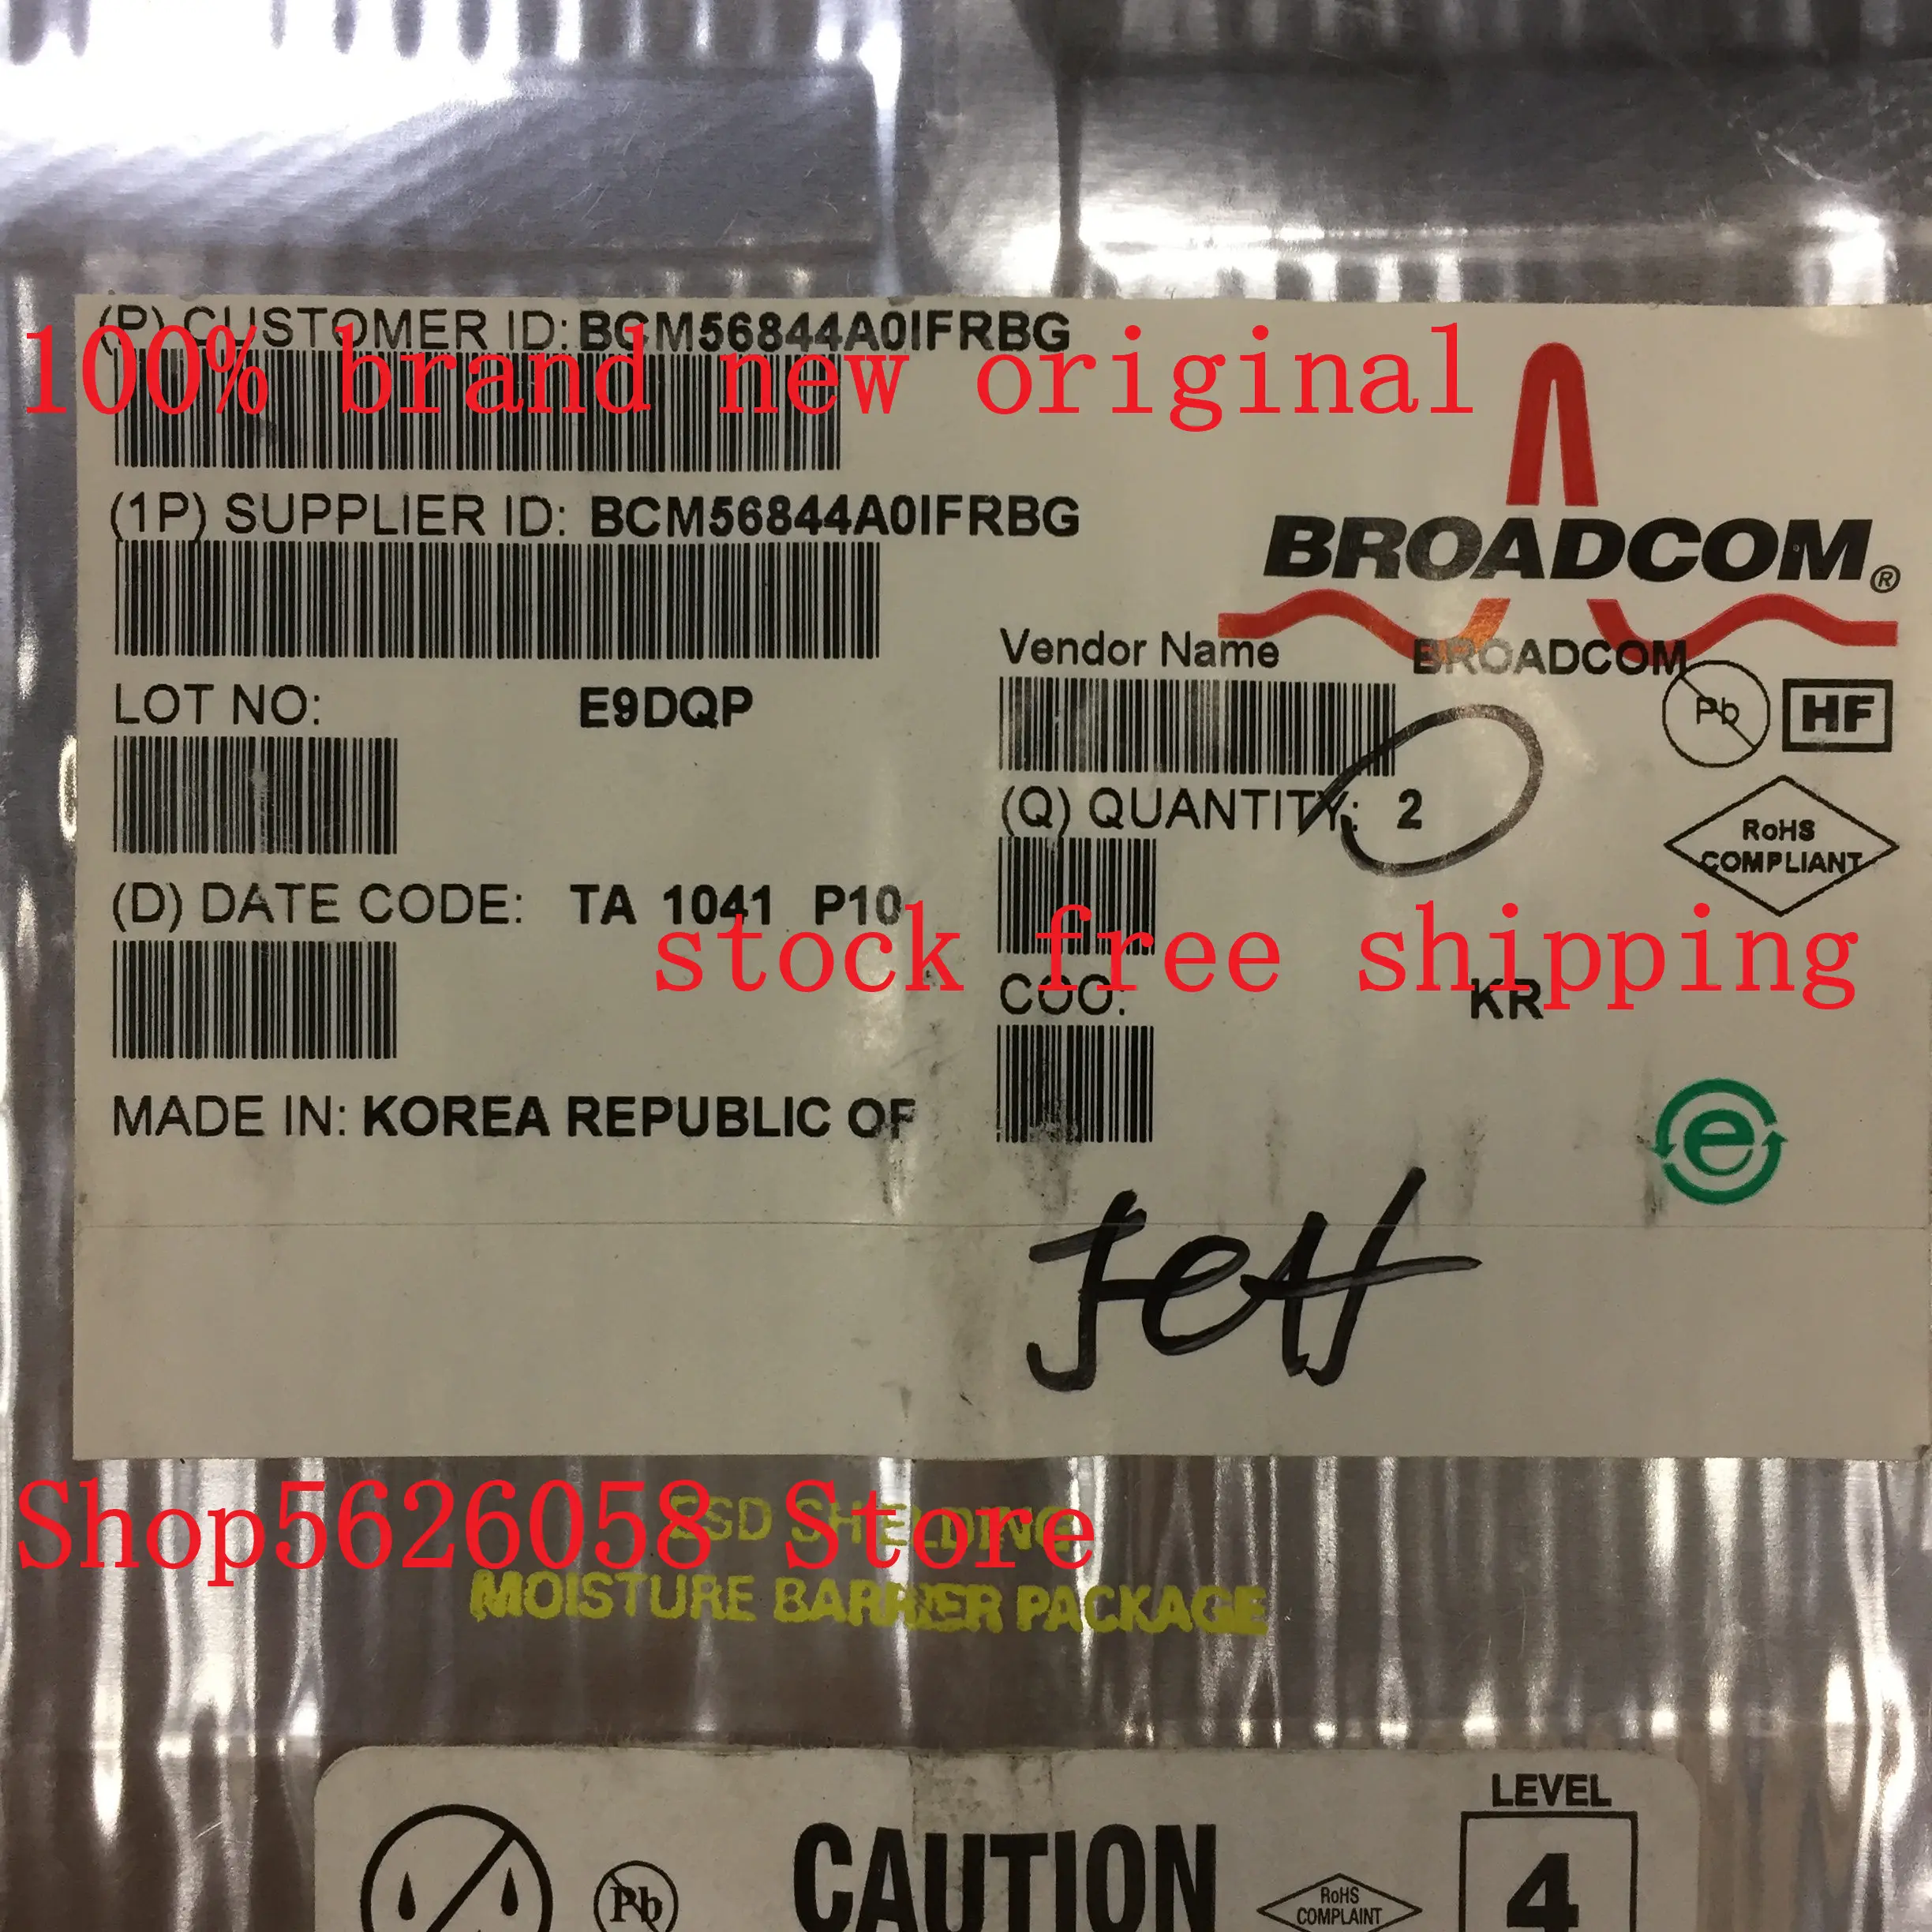 (P) CUSTOMER ID: BCM56844A0IFRBG
100% brand new original
(1P) SUPPLIER ID: BCM56844A0IFRBG
BROADCOM®
Vendor Name BROADCOM
LOT NO: E9DQP
Pb HF
(Q) QUANTITY: 2
RoHS
COMPLIANT
(D) DATE CODE: TA 1041 P10
stock free shipping
COO: KR
MADE IN: KOREA REPUBLIC OF
e
Jeff
Shop5626058 Store
ESD SHIELDING
MOISTURE BARRIER PACKAGE
LEVEL
CAUTION
4
Pb
RoHS
COMPLAINT